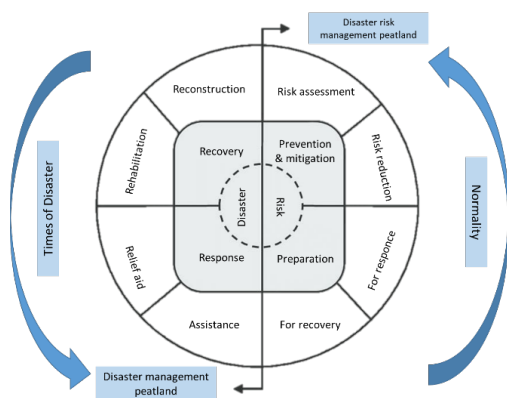 Disaster risk
management peatland
Reconstruction
Risk assessment
Rehabilitation
Recovery
Prevention
& mitigation
Risk reduction
Times of Disaster
Disaster
Risk
Normality
Relief aid
Response
Preparation
For responce
Assistance
For recovery
Disaster management
peatland